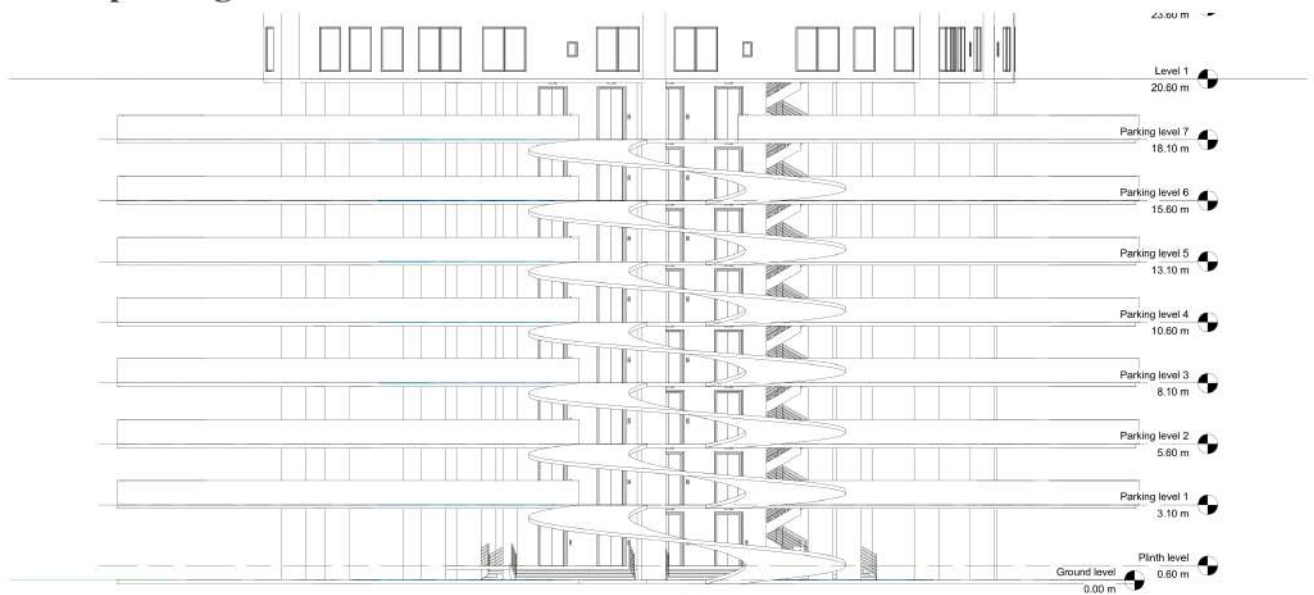 23.60 m
Level 1
20.60 m
Parking level 7
18.10 m
Parking level 6
15.60 m
Parking level 5
13.10 m
Parking level 4
10.60 m
Parking level 3
8.10 m
Parking level 2
5.60 m
Parking level 1
3.10 m
Plinth level
0.60 m
Ground level
0.00 m